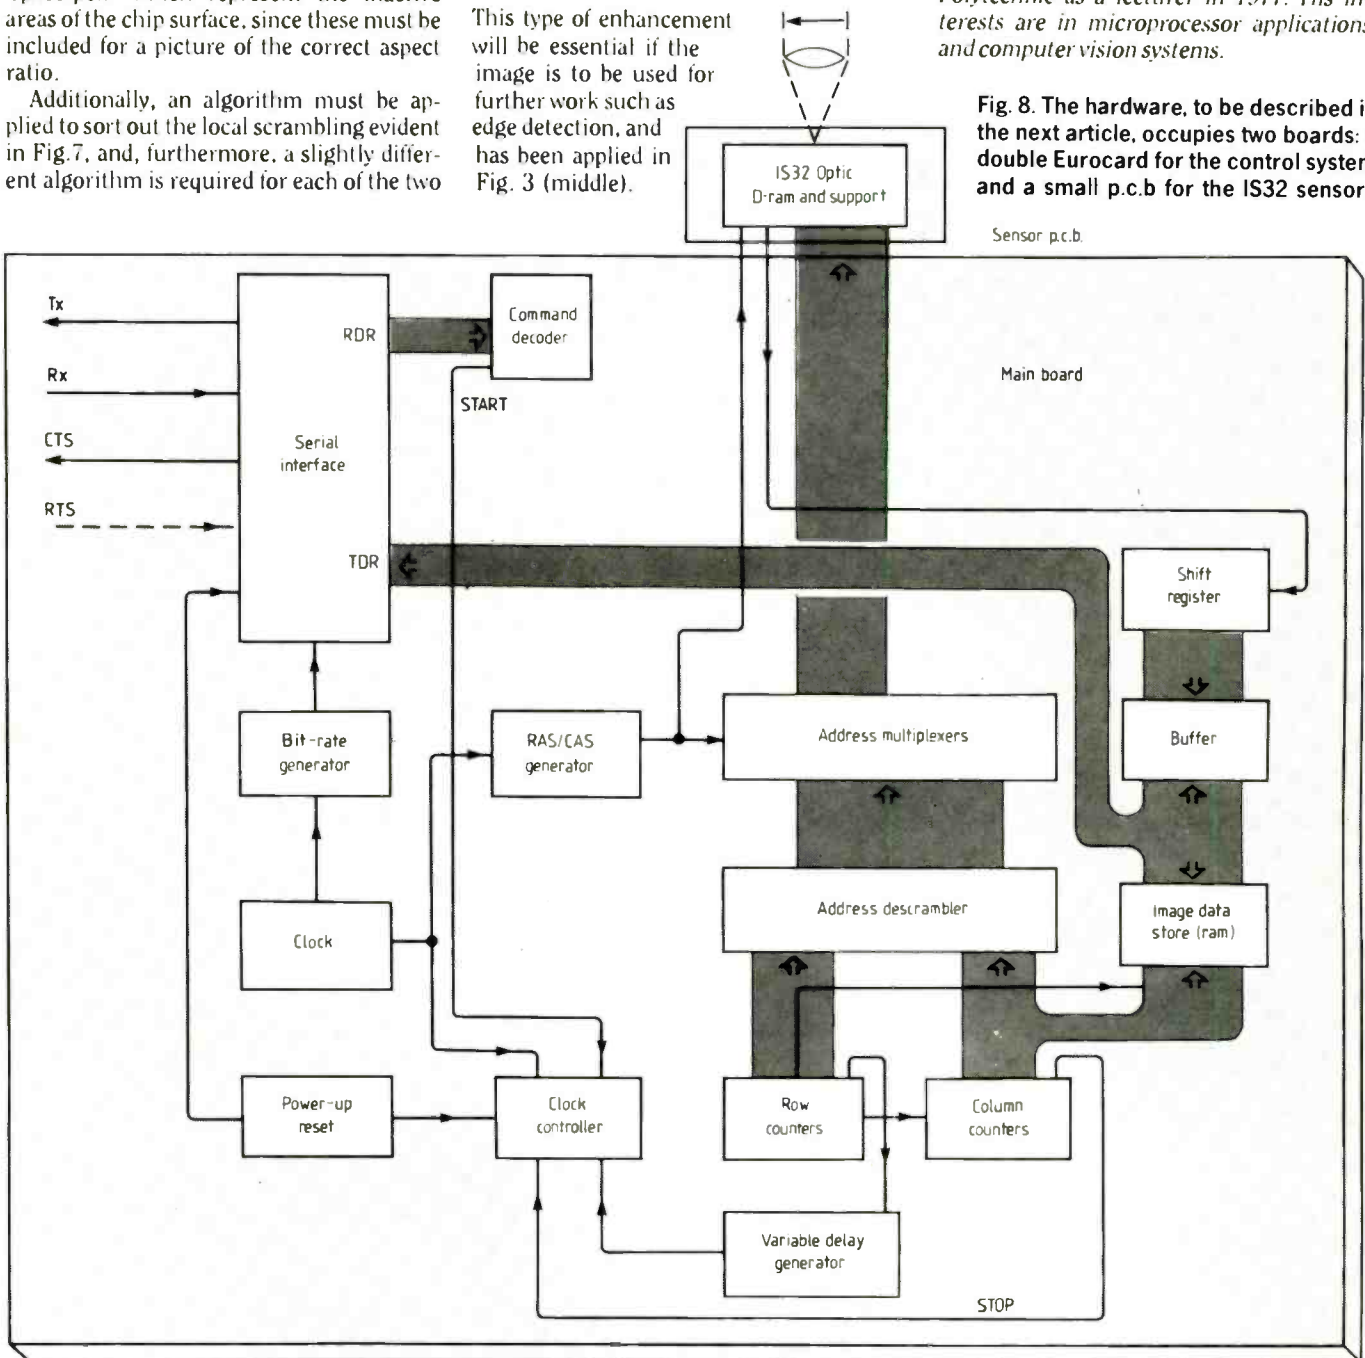 areas of the chip surface, since these must be
included for a picture of the correct aspect
ratio.
Additionally, an algorithm must be ap-
plied to sort out the local scrambling evident
in Fig.7, and, furthermore, a slightly differ-
ent algorithm is required for each of the two
This type of enhancement
will be essential if the
image is to be used for
further work such as
edge detection, and
has been applied in
Fig. 3 (middle).
terests are in microprocessor applications
and computer vision systems.
Fig. 8. The hardware, to be described i
the next article, occupies two boards:
double Eurocard for the control system
and a small p.c.b for the IS32 sensor
IS32 Optic
D-ram and support
Sensor p.c.b.
Main board
Tx
Rx
CTS
RTS
RDR
Serial
interface
TDR
Command
decoder
START
Shift
register
Bit-rate
generator
RAS/CAS
generator
Address multiplexers
Buffer
Clock
Address descrambler
Image data
store (ram)
Power-up
reset
Clock
controller
Row
counters
Column
counters
Variable delay
generator
STOP